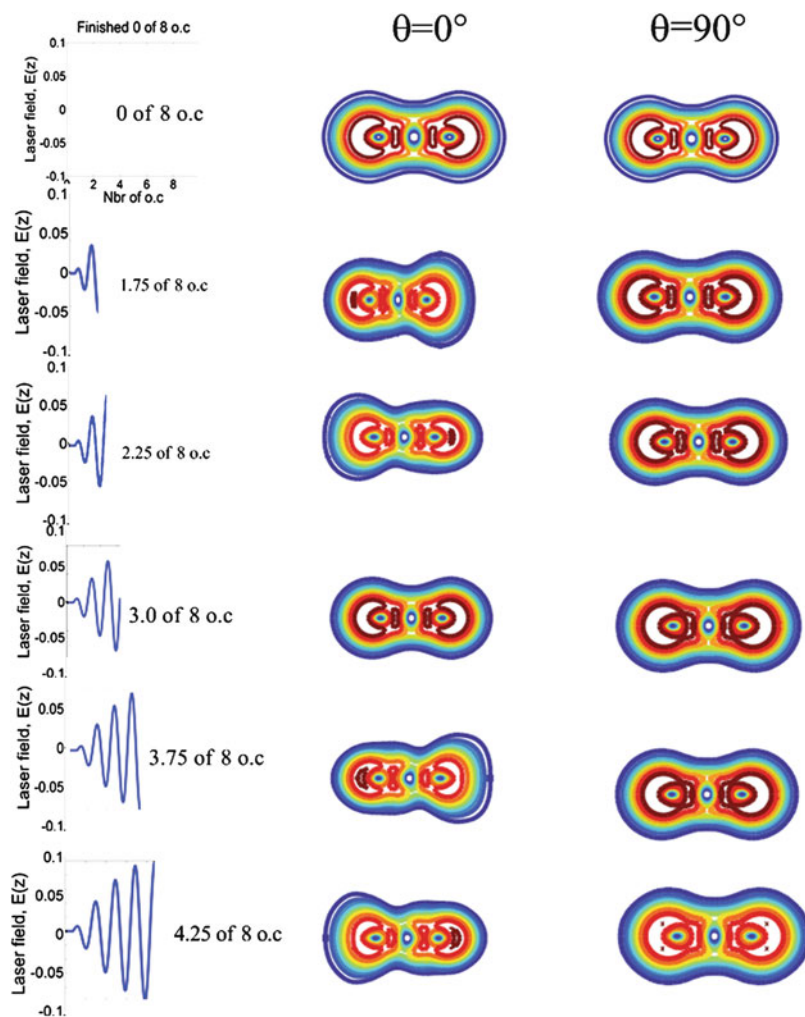 Finished 0 of 8 o.c
θ=0°
θ=90°
Laser field, E(z)
0.1
0.05
0
-0.05
-0.1
2
4
6
8
Nbr of o.c
0 of 8 o.c
Laser field, E(z)
0.1
0.05
0
-0.05
-0.1.
1.75 of 8 o.c
Laser field, E(z)
0.1
0.05
0
-0.05
-0.1.
2.25 of 8 o.c
Laser field, E(z)
0.1
0.05
0
-0.05
-0.1
3.0 of 8 o.c
Laser field, E(z)
0.1
0.05
0
-0.05
-0.1
3.75 of 8 o.c
Laser field, E(z)
0.1
0.05
0
-0.05
-0.1
4.25 of 8 o.c